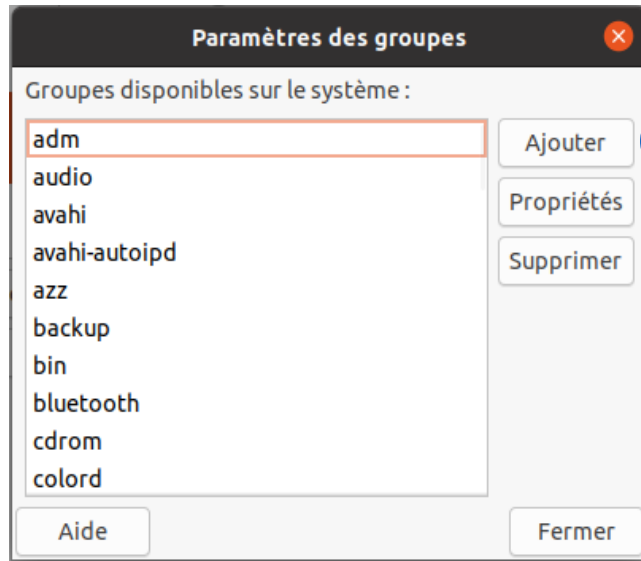 Paramètres des groupes
Groupes disponibles sur le système :
adm
audio
avahi
avahi-autoipd
azz
backup
bin
bluetooth
cdrom
colord
Ajouter
Propriétés
Supprimer
Aide
Fermer